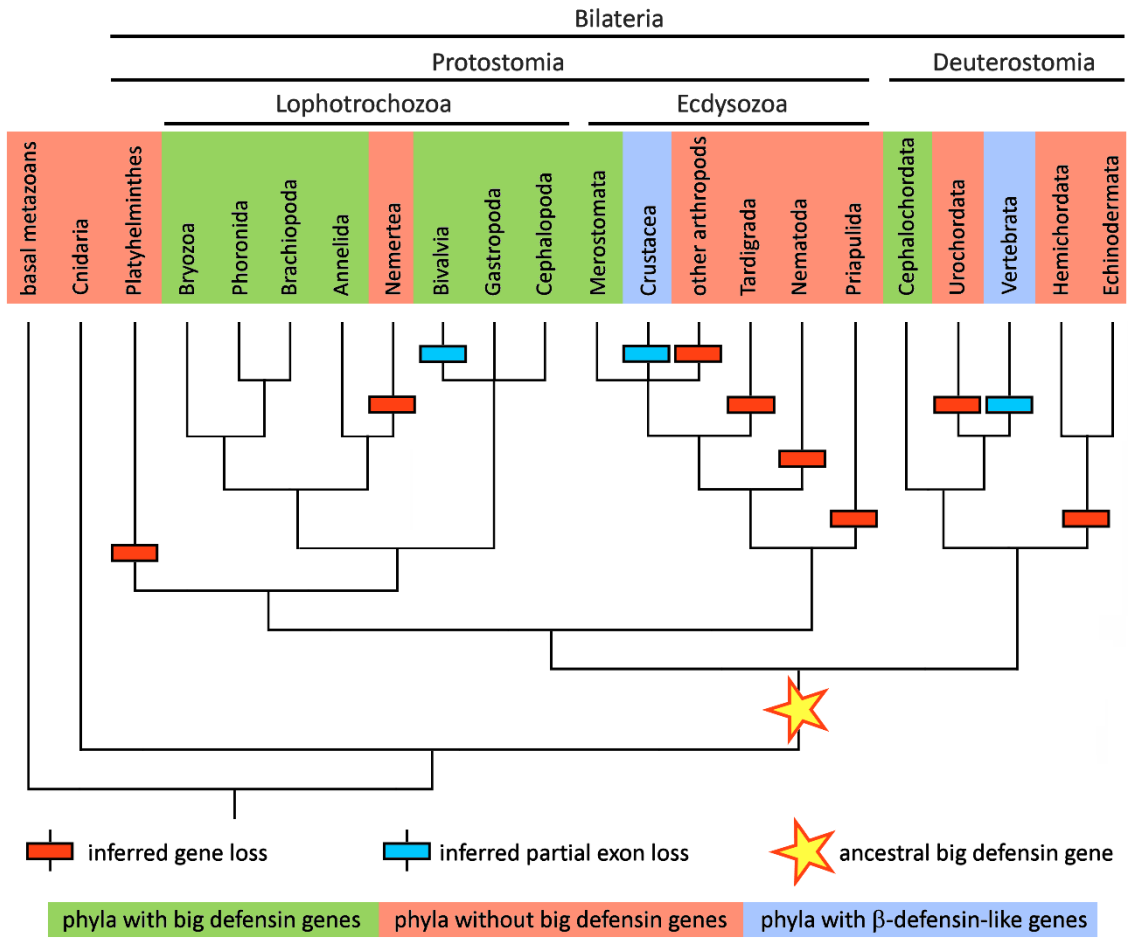 Bilateria
Protostomia
Deuterostomia
Lophotrochozoa
Ecdysozoa
basal metazoans
Cnidaria
Platyhelminthes
Bryozoa
Phoronida
Brachiopoda
Annelida
Nemertea
Bivalvia
Gastropoda
Cephalopoda
Merostomata
Crustacea
other arthropods
Tardigrada
Nematoda
Priapulida
Cephalochordata
Urochordata
Vertebrata
Hemichordata
Echinodermata
inferred gene loss
inferred partial exon loss
ancestral big defensin gene
phyla with big defensin genes
phyla without big defensin genes
phyla with β-defensin-like genes